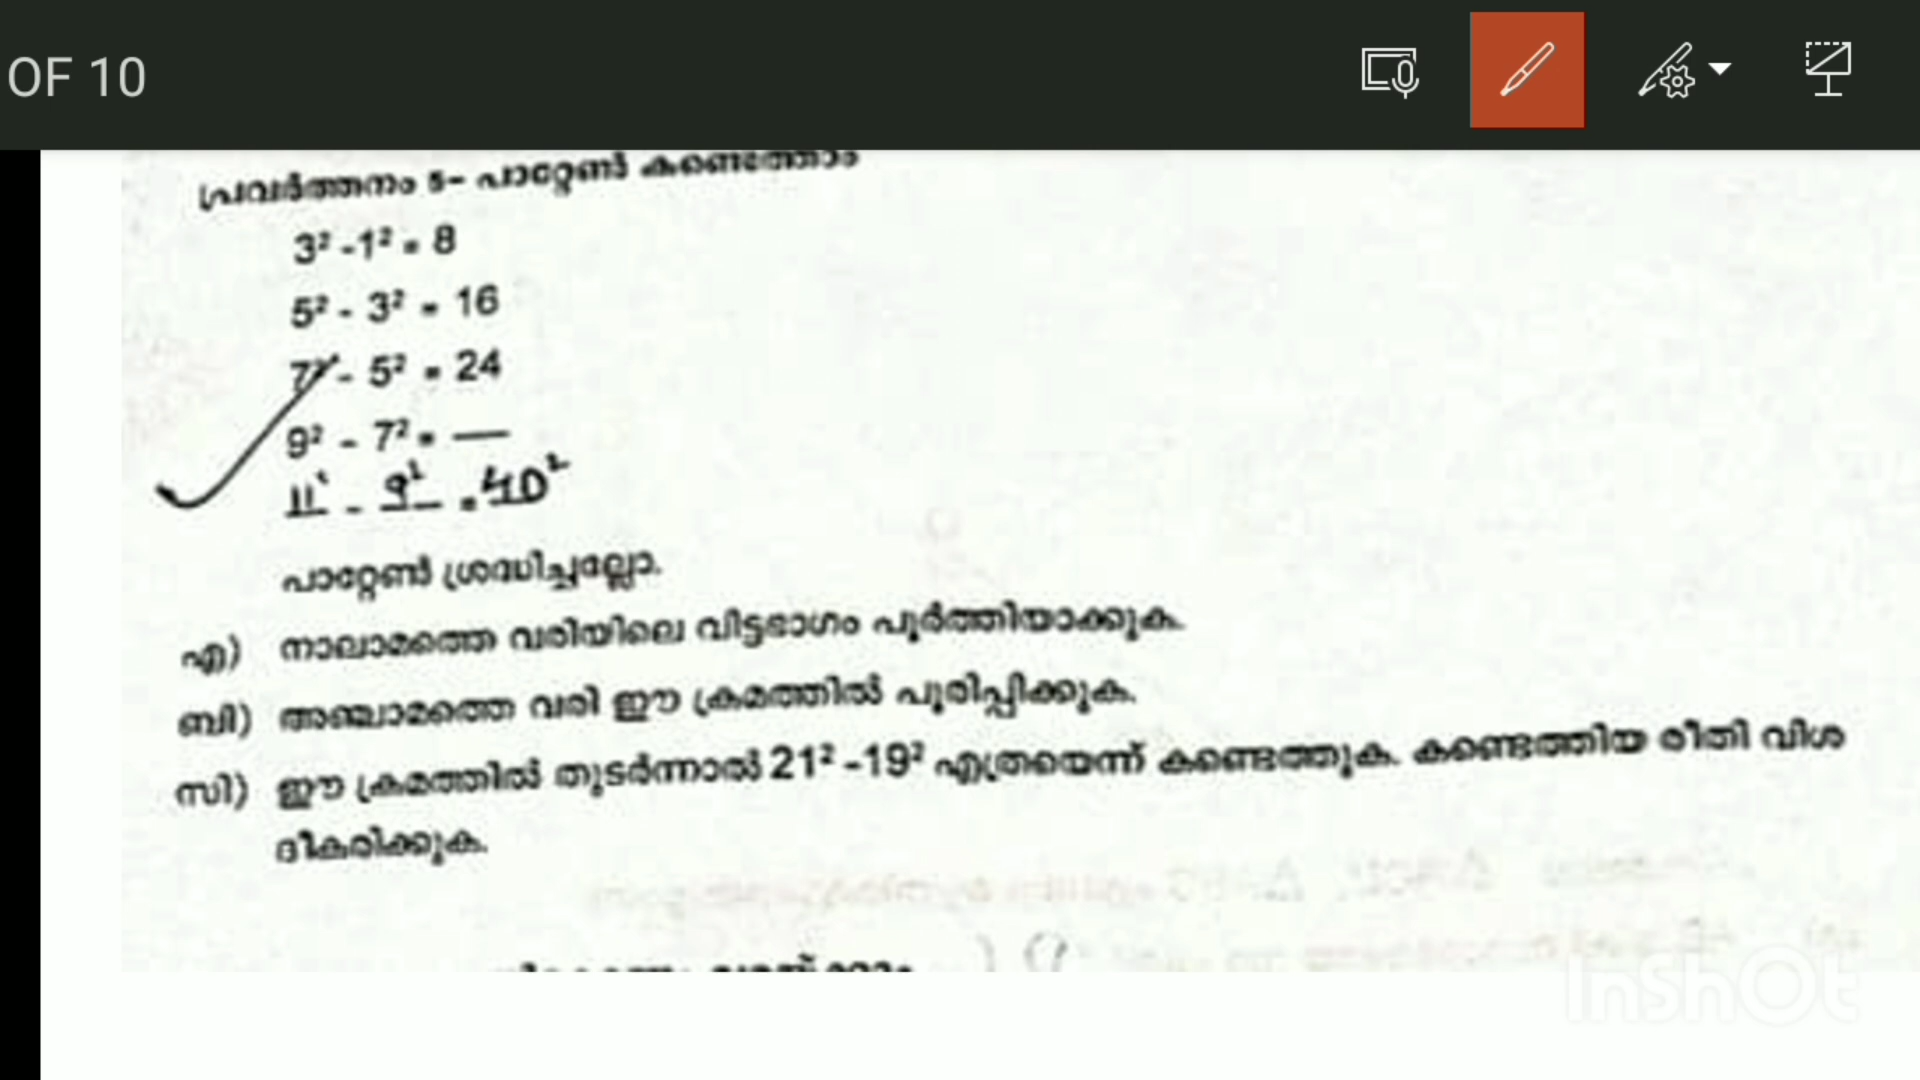 OF 10
പ്രവർത്തനം 5- പാറ്റേൺ കണ്ടെത്താം
3² -1² = 8
5² - 3² = 16
7² - 5² = 24
9² - 7² = —
11² - 9² = 40²
പാറ്റേൺ ശ്രദ്ധിച്ചല്ലോ.
എ) നാലാമത്തെ വരിയിലെ വിട്ടഭാഗം പൂർത്തിയാക്കുക.
ബി) അഞ്ചാമത്തെ വരി ഈ ക്രമത്തിൽ പൂരിപ്പിക്കുക.
സി) ഈ ക്രമത്തിൽ തുടർന്നാൽ 21² -19² എത്രയെന്ന് കണ്ടെത്തുക. കണ്ടെത്തിയ രീതി വിശ
ദീകരിക്കുക.
InShOt